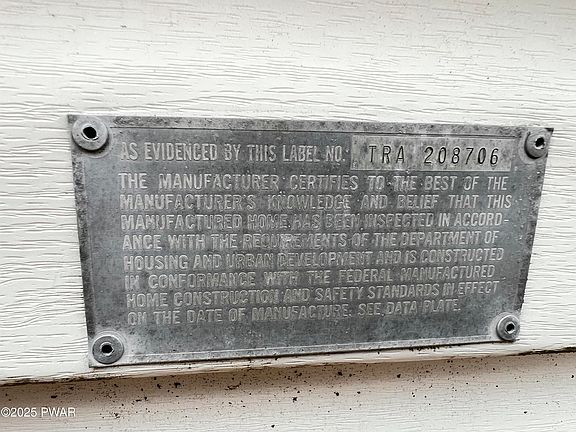 AS EVIDENCED BY THIS LABEL NO. TRA 208706
THE MANUFACTURER CERTIFIES TO THE BEST OF THE
MANUFACTURER'S KNOWLEDGE AND BELIEF THAT THIS
MANUFACTURED HOME HAS BEEN INSPECTED IN ACCORD-
ANCE WITH THE REQUIREMENTS OF THE DEPARTMENT OF
HOUSING AND URBAN DEVELOPMENT AND IS CONSTRUCTED
IN CONFORMANCE WITH THE FEDERAL MANUFACTURED
HOME CONSTRUCTION AND SAFETY STANDARDS IN EFFECT
ON THE DATE OF MANUFACTURE. SEE DATA PLATE.
©2025 PWAR